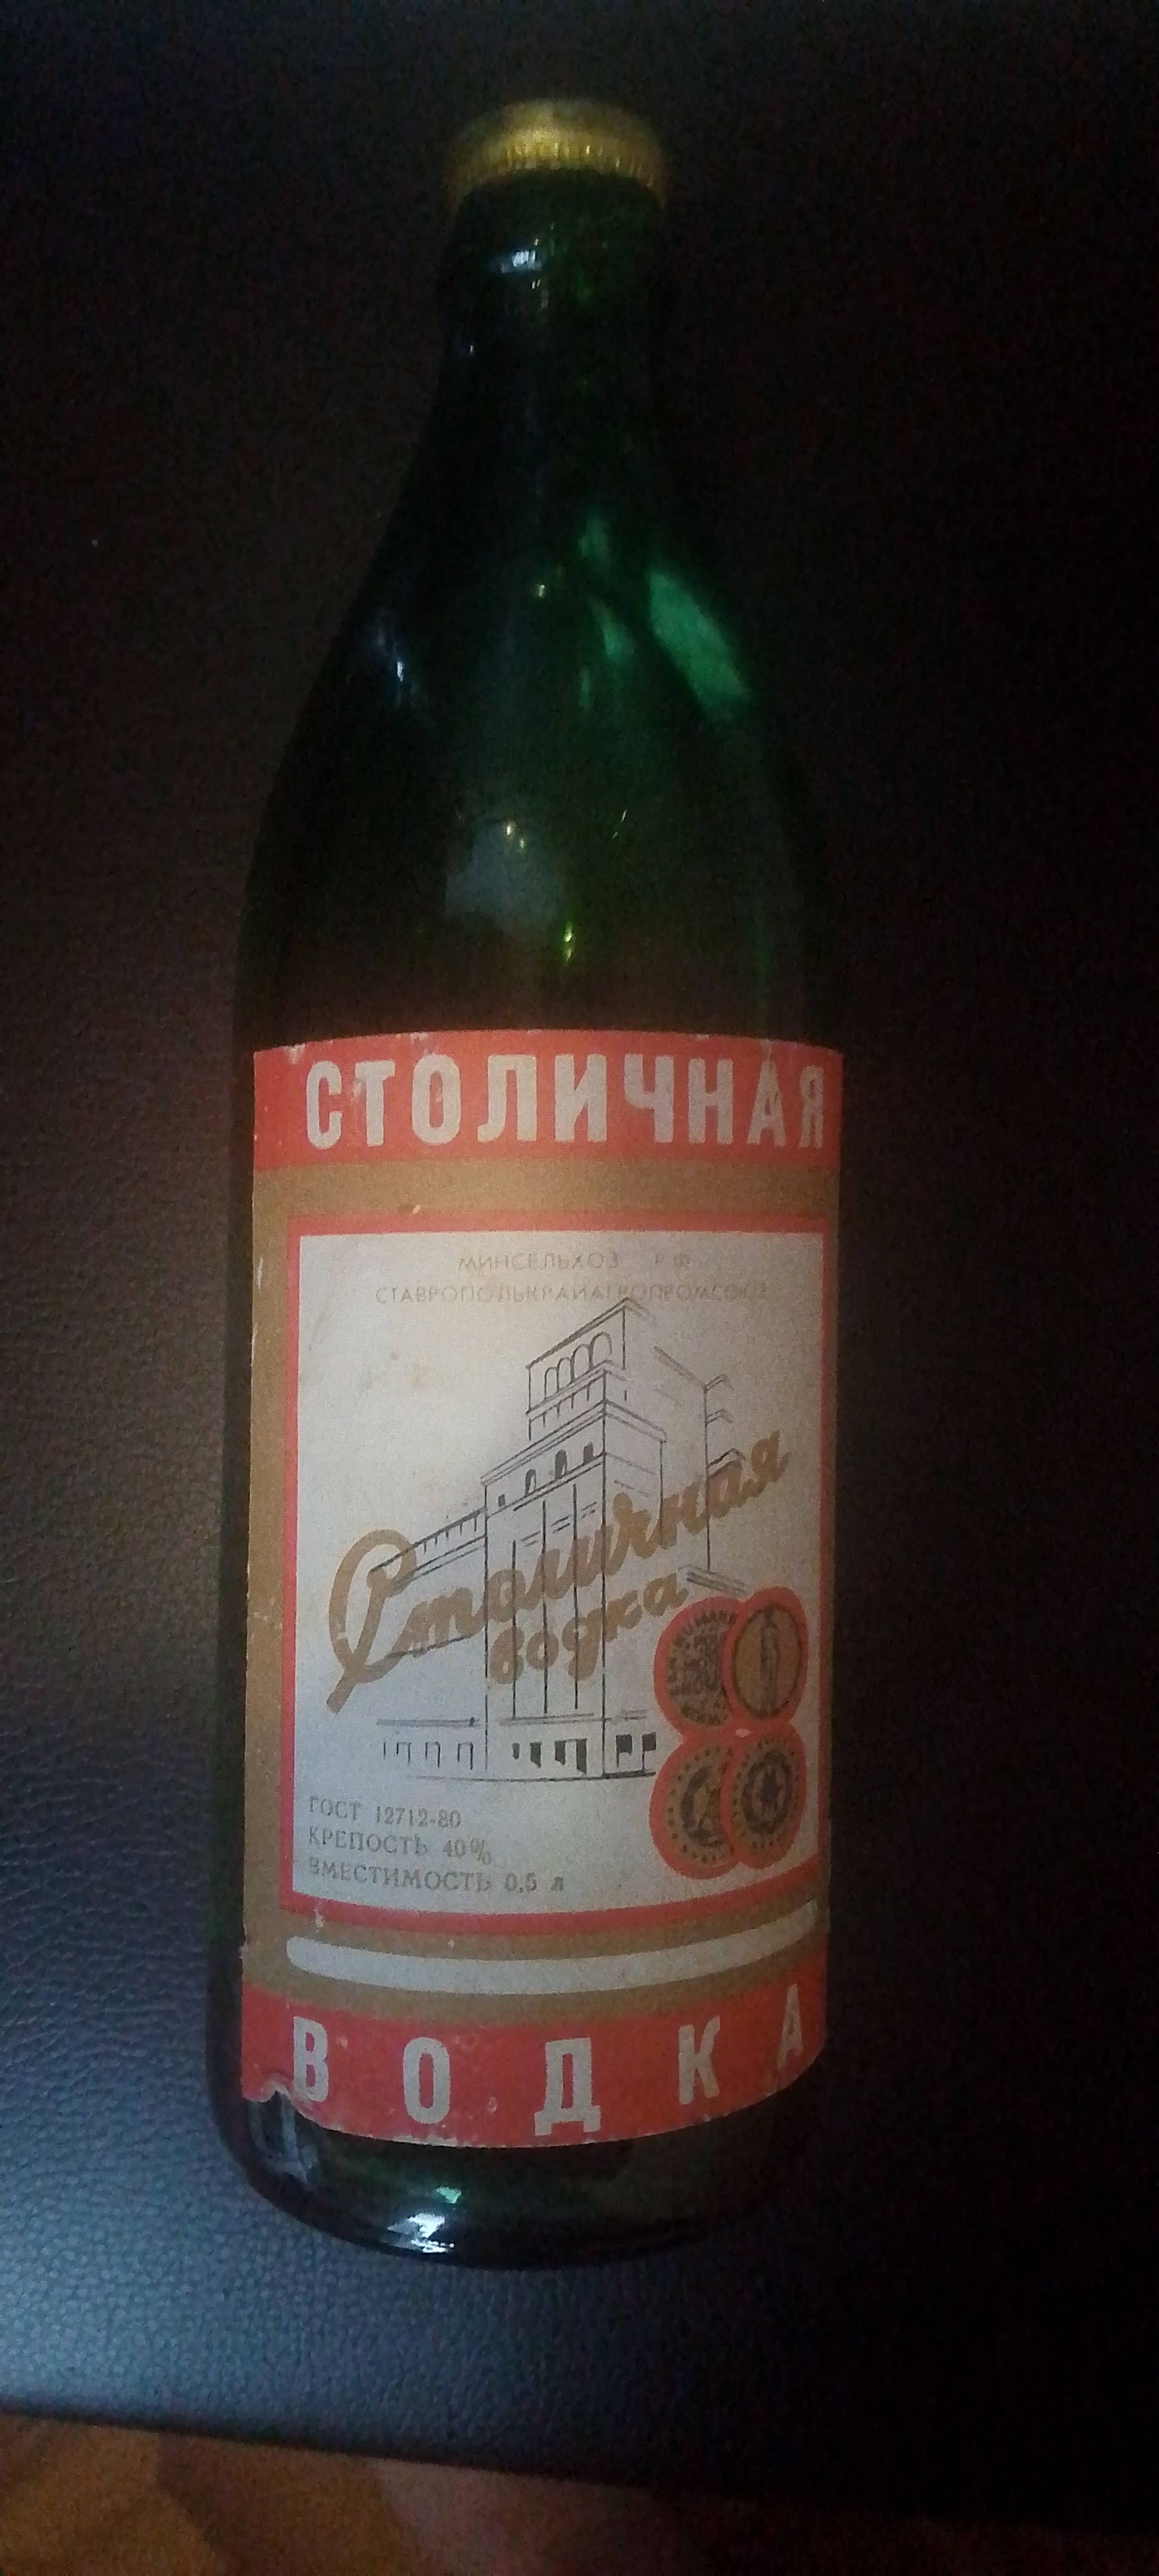 СТОЛИЧНАЯ
МИНСЕЛЬХОЗ РФ
СТАВРОПОЛЬКРАЙАГРОПРОМСОЮЗ
Столичная
водка
ГОСТ 12712-80
КРЕПОСТЬ 40%
ВМЕСТИМОСТЬ 0,5 л
ВОДКА